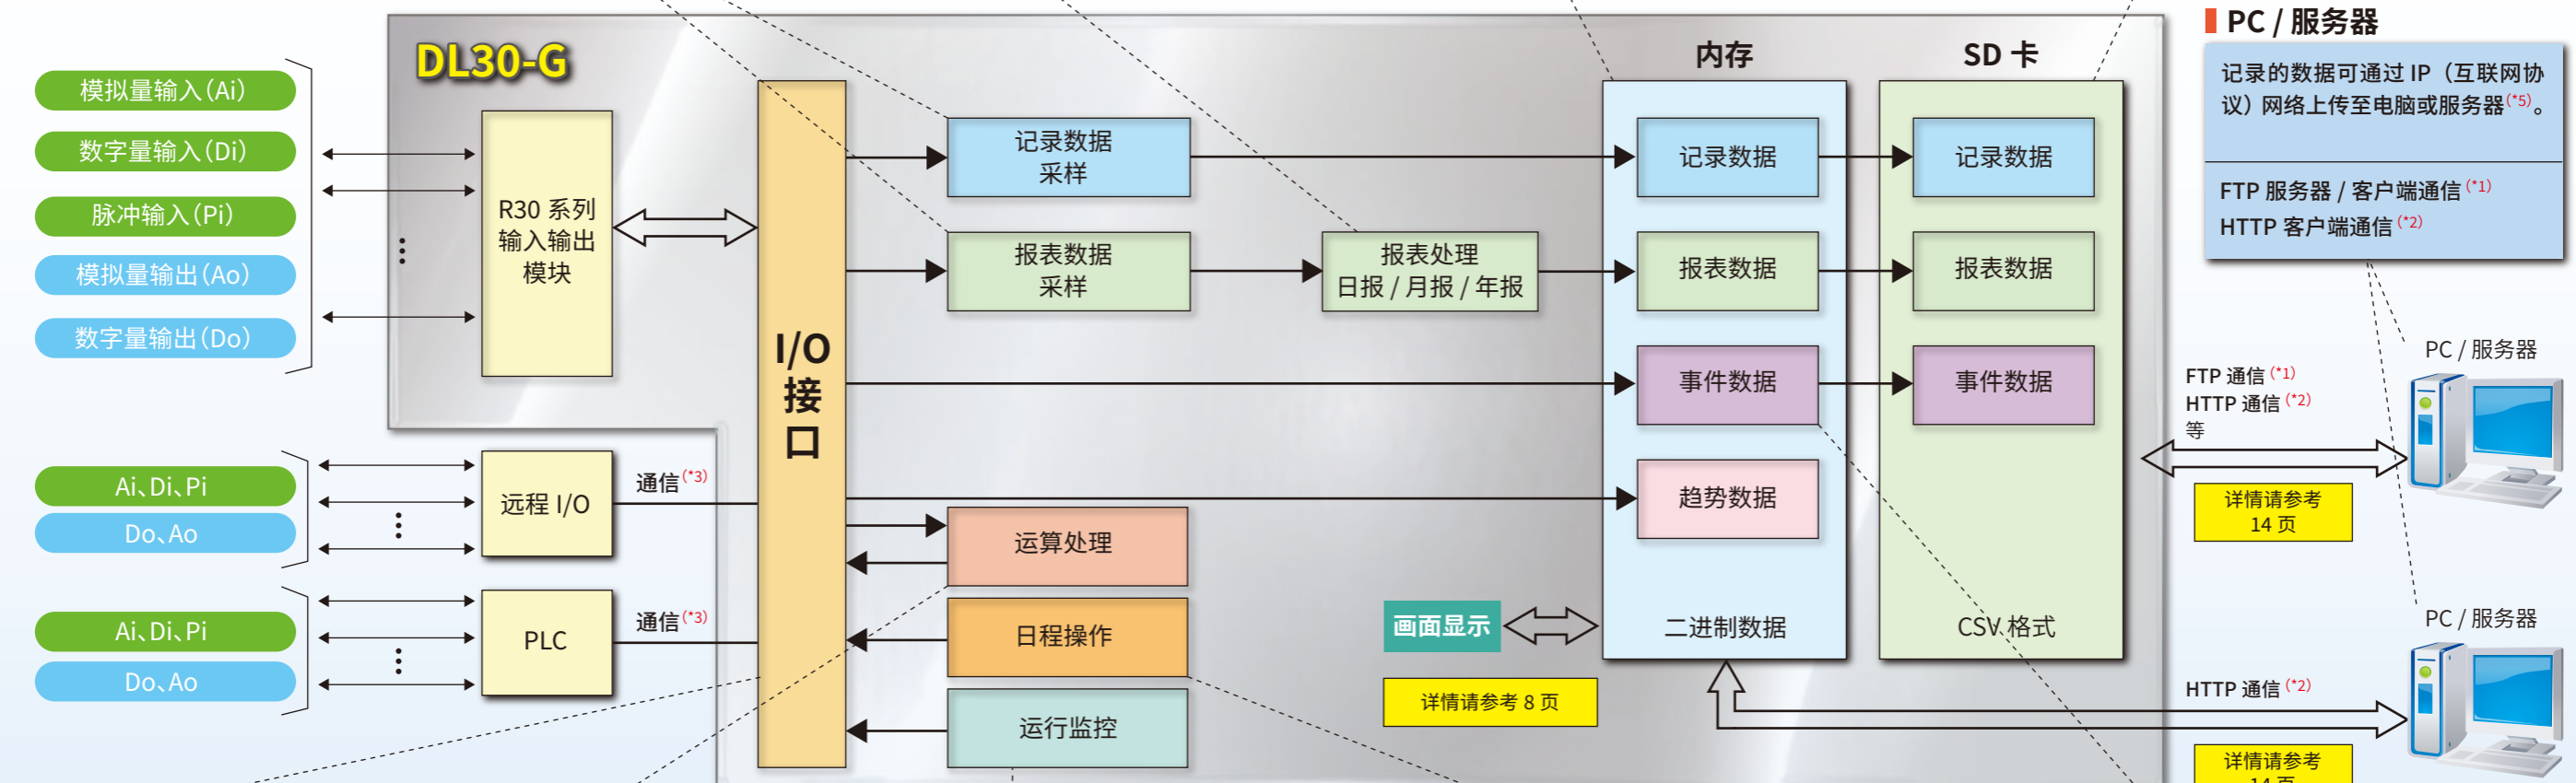 DL30-G
模拟量输入(Ai)
数字量输入(Di)
脉冲输入(Pi)
模拟量输出(Ao)
数字量输出(Do)
R30 系列
输入输出
模块
Ai、Di、Pi
Do、Ao
远程 I/O
通信(*3)
Ai、Di、Pi
Do、Ao
PLC
通信(*3)
I/O
接
口
记录数据
采样
报表数据
采样
报表处理
日报 / 月报 / 年报
运算处理
日程操作
运行监控
画面显示
详情请参考 8 页
内存
记录数据
报表数据
事件数据
趋势数据
二进制数据
SD 卡
记录数据
报表数据
事件数据
CSV 格式
PC / 服务器
记录的数据可通过 IP（互联网协
议）网络上传至电脑或服务器(*5)。
FTP 服务器 / 客户端通信(*1)
HTTP 客户端通信(*2)
PC / 服务器
FTP 通信(*1)
HTTP 通信(*2)
等
详情请参考
14 页
PC / 服务器
HTTP 通信(*2)
详情请参考
14 页